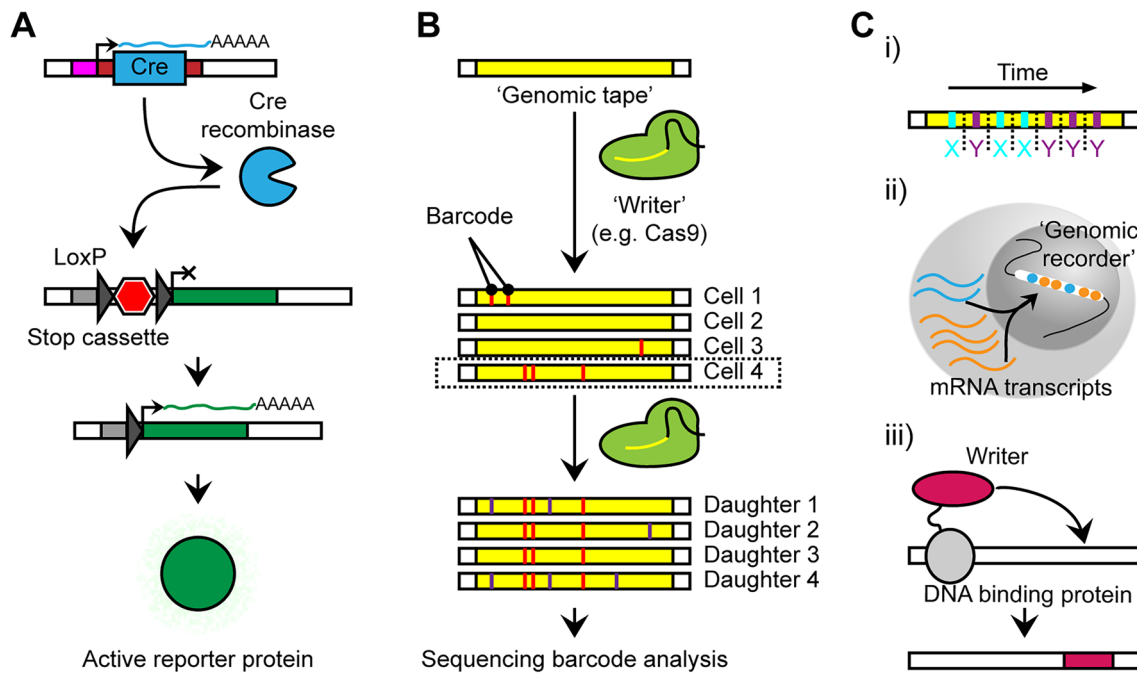 A
AAAAA
Cre
Cre
recombinase
LoxP
Stop cassette
AAAAA
Active reporter protein
B
‘Genomic tape’
‘Writer’
(e.g. Cas9)
Barcode
Cell 1
Cell 2
Cell 3
Cell 4
Daughter 1
Daughter 2
Daughter 3
Daughter 4
Sequencing barcode analysis
C
i)
Time
X Y X X Y Y Y
ii)
‘Genomic
recorder’
mRNA transcripts
iii)
Writer
DNA binding protein